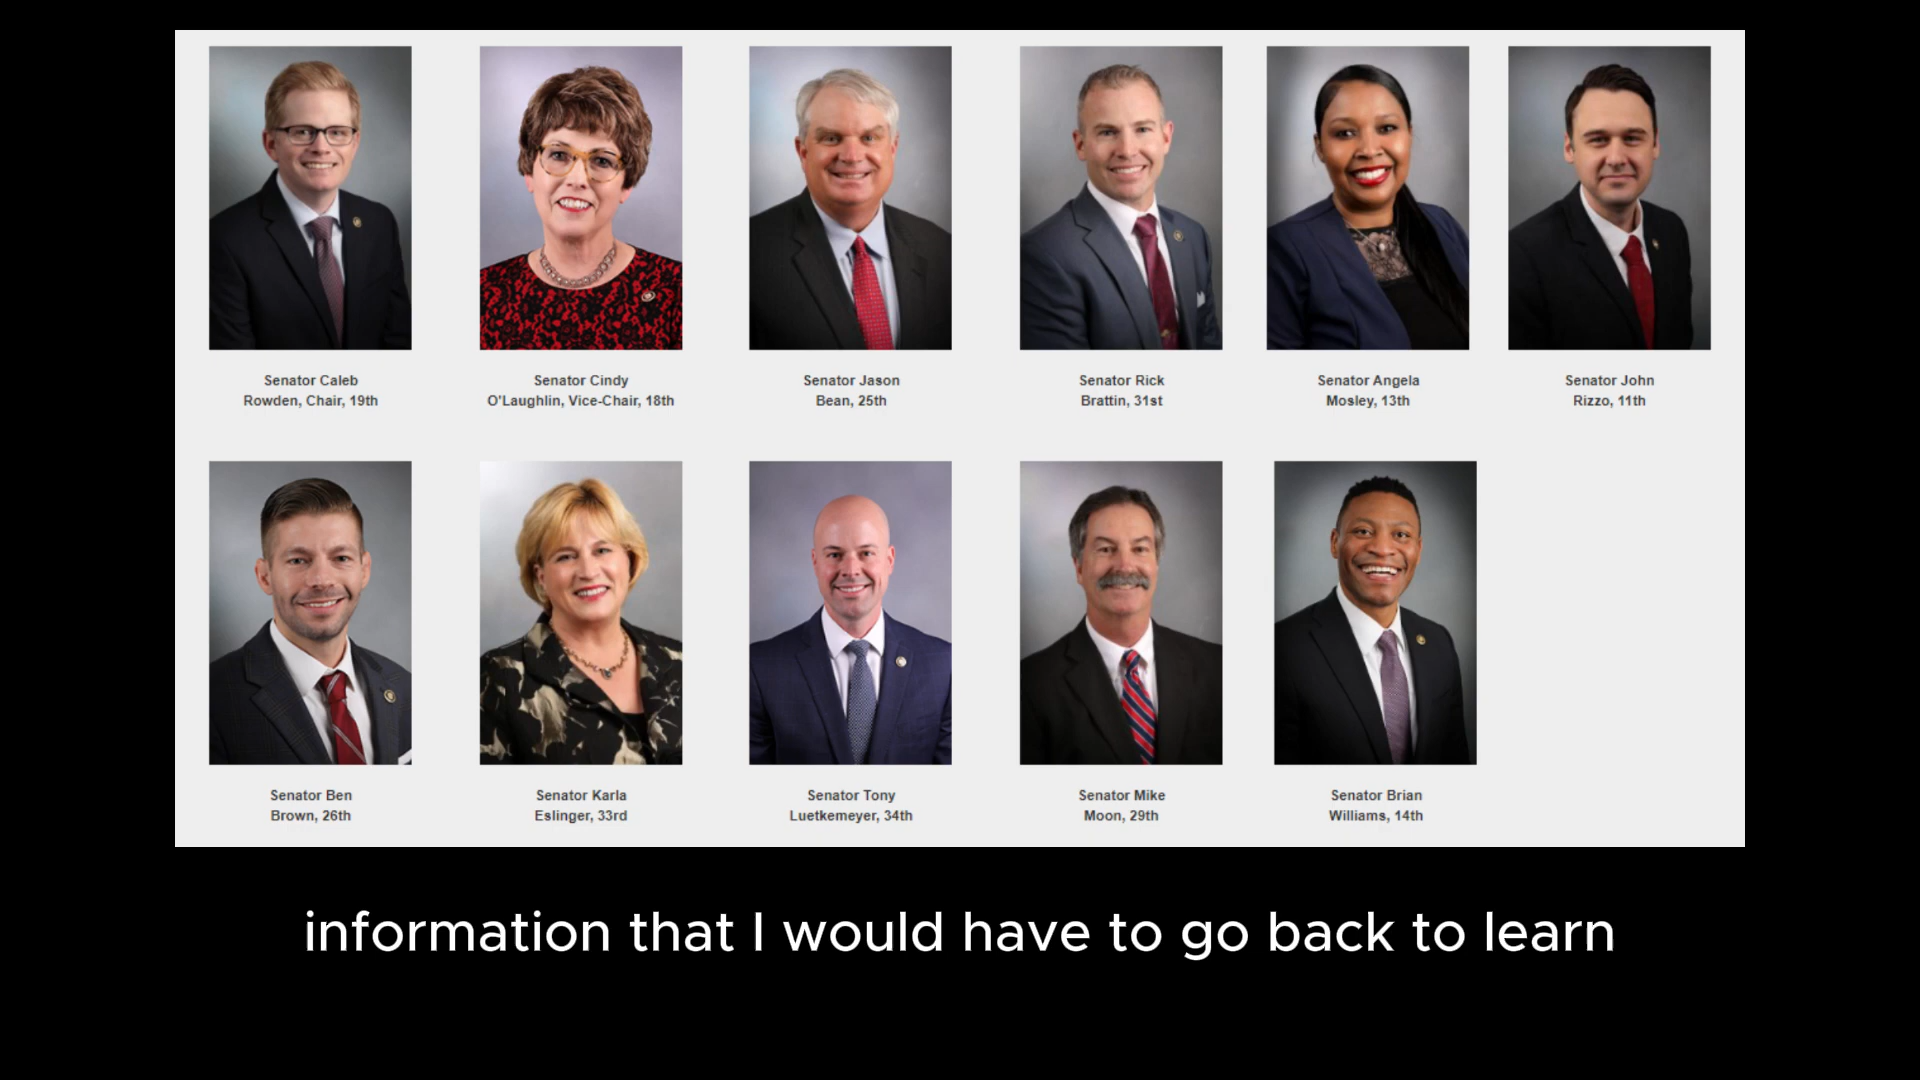 Senator Caleb
Rowden, Chair, 19th
Senator Cindy
O'Laughlin, Vice-Chair, 18th
Senator Jason
Bean, 25th
Senator Rick
Brattin, 31st
Senator Angela
Mosley, 13th
Senator John
Rizzo, 11th
Senator Ben
Brown, 26th
Senator Karla
Eslinger, 33rd
Senator Tony
Luetkemeyer, 34th
Senator Mike
Moon, 29th
Senator Brian
Williams, 14th
information that I would have to go back to learn